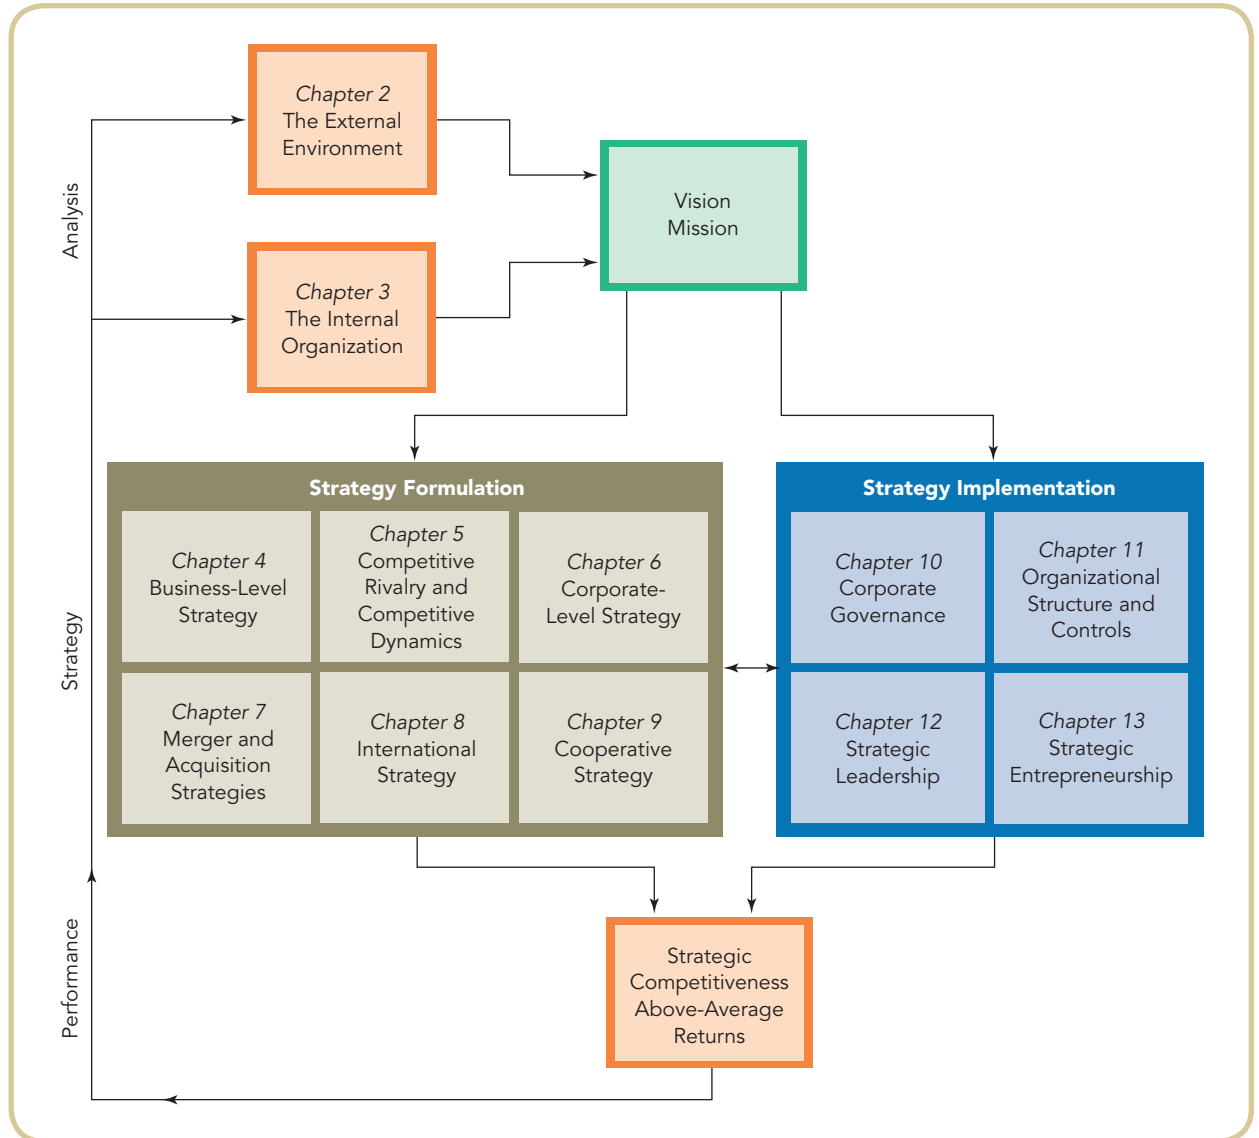 Analysis
Chapter 2
The External
Environment
Chapter 3
The Internal
Organization
Vision
Mission
Strategy
Strategy Formulation
Chapter 4
Business-Level
Strategy
Chapter 5
Competitive
Rivalry and
Competitive
Dynamics
Chapter 6
Corporate-
Level Strategy
Chapter 7
Merger and
Acquisition
Strategies
Chapter 8
International
Strategy
Chapter 9
Cooperative
Strategy
Strategy Implementation
Chapter 10
Corporate
Governance
Chapter 11
Organizational
Structure and
Controls
Chapter 12
Strategic
Leadership
Chapter 13
Strategic
Entrepreneurship
Performance
Strategic
Competitiveness
Above-Average
Returns